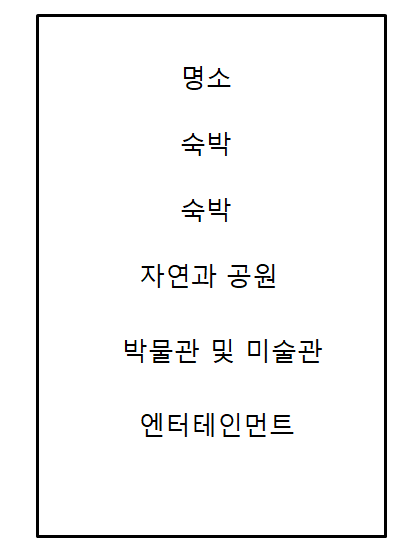 명소
숙박
숙박
자연과 공원
박물관 및 미술관
엔터테인먼트